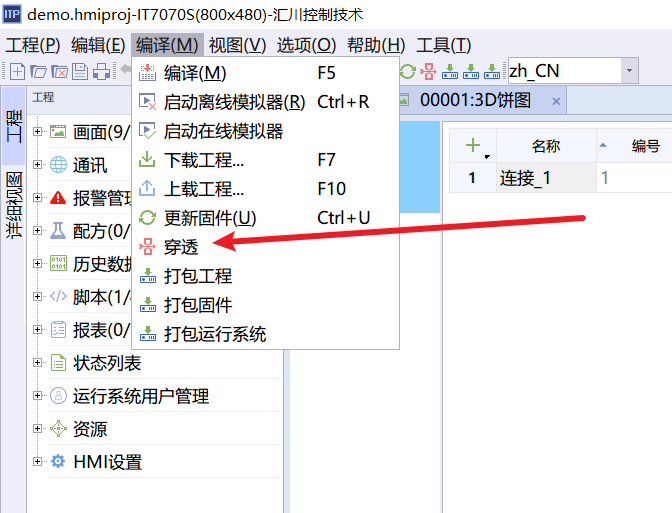 ITP demo.hmiproj-IT7070S(800x480)-汇川控制技术
工程(P) 编辑(E) 编译(M) 视图(V) 选项(O) 帮助(H) 工具(T)
zh_CN
工程
详细视图
工程
画面(9/
通讯
报警管理
配方(0/
历史数据
脚本(1/
报表(0/
状态列表
运行系统用户管理
资源
HMI设置
编译(M) F5
启动离线模拟器(R) Ctrl+R
启动在线模拟器
下载工程... F7
上载工程... F10
更新固件(U) Ctrl+U
穿透
打包工程
打包固件
打包运行系统
00001:3D饼图 ×
名称 编号
1 连接_1 1